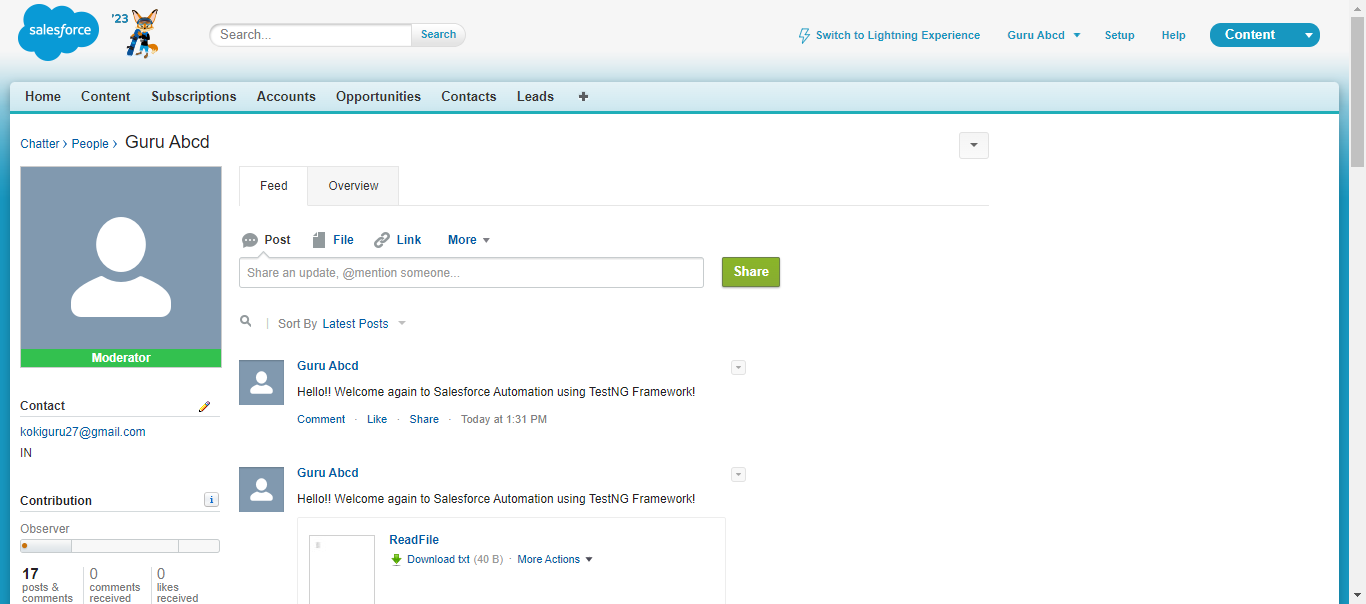 salesforce '23
Search... Search
Switch to Lightning Experience Guru Abcd Setup Help Content
Home Content Subscriptions Accounts Opportunities Contacts Leads +
Chatter › People › Guru Abcd
Moderator
Contact
kokiguru27@gmail.com
IN
Contribution i
Observer
17 posts & comments
0 comments received
0 likes received
Feed Overview
Post File Link More
Share an update, @mention someone... Share
Sort By Latest Posts
Guru Abcd
Hello!! Welcome again to Salesforce Automation using TestNG Framework!
Comment · Like · Share · Today at 1:31 PM
Guru Abcd
Hello!! Welcome again to Salesforce Automation using TestNG Framework!
ReadFile
Download txt (40 B) · More Actions